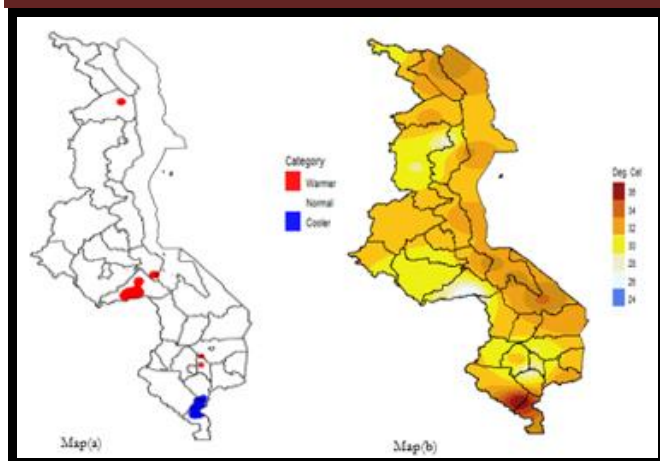 Category
Warmer
Normal
Cooler
Map(a)
Deg. Cel
36
34
32
30
28
26
24
Map(b)